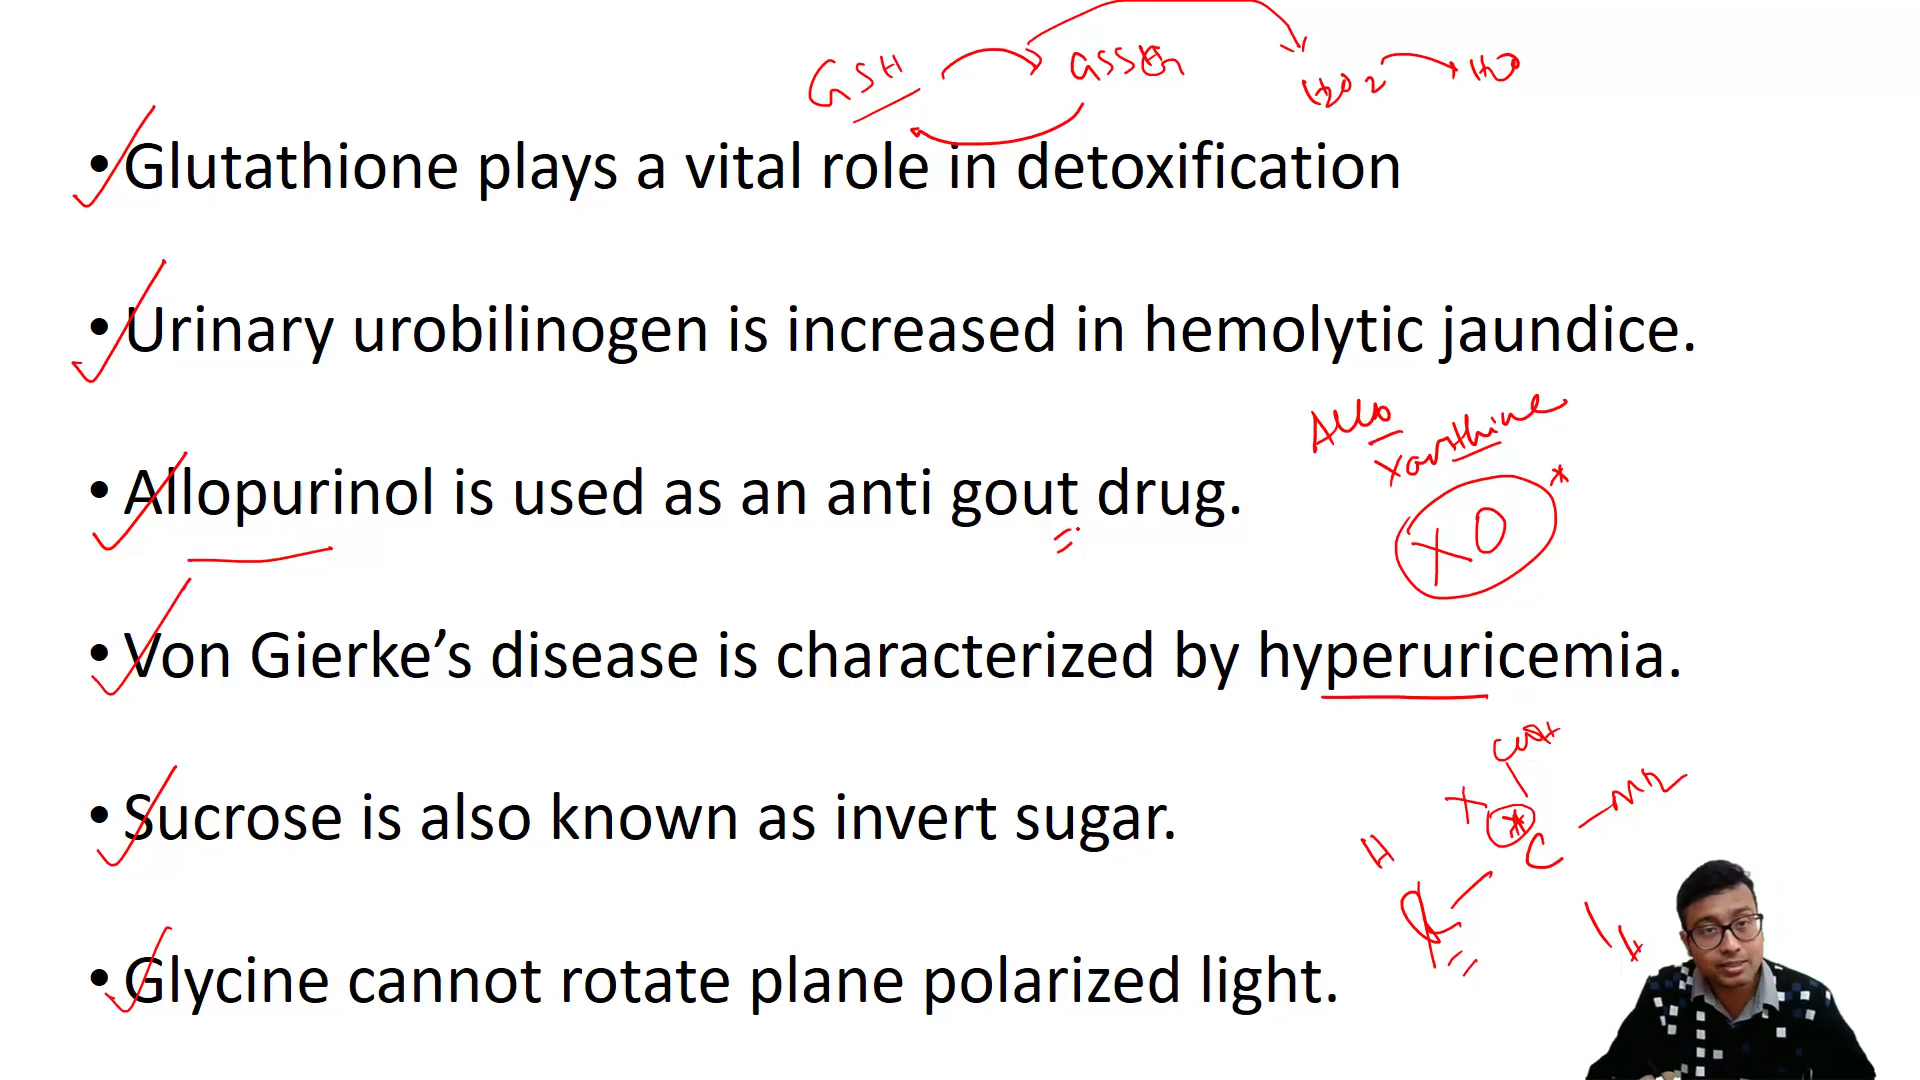 GSH GSSG H2O2 H2O
• Glutathione plays a vital role in detoxification
• Urinary urobilinogen is increased in hemolytic jaundice.
Allo
xanthine
• Allopurinol is used as an anti gout drug.
XO
• Von Gierke’s disease is characterized by hyperuricemia.
COOH
NH2
• Sucrose is also known as invert sugar.
H
C
R
H
• Glycine cannot rotate plane polarized light.